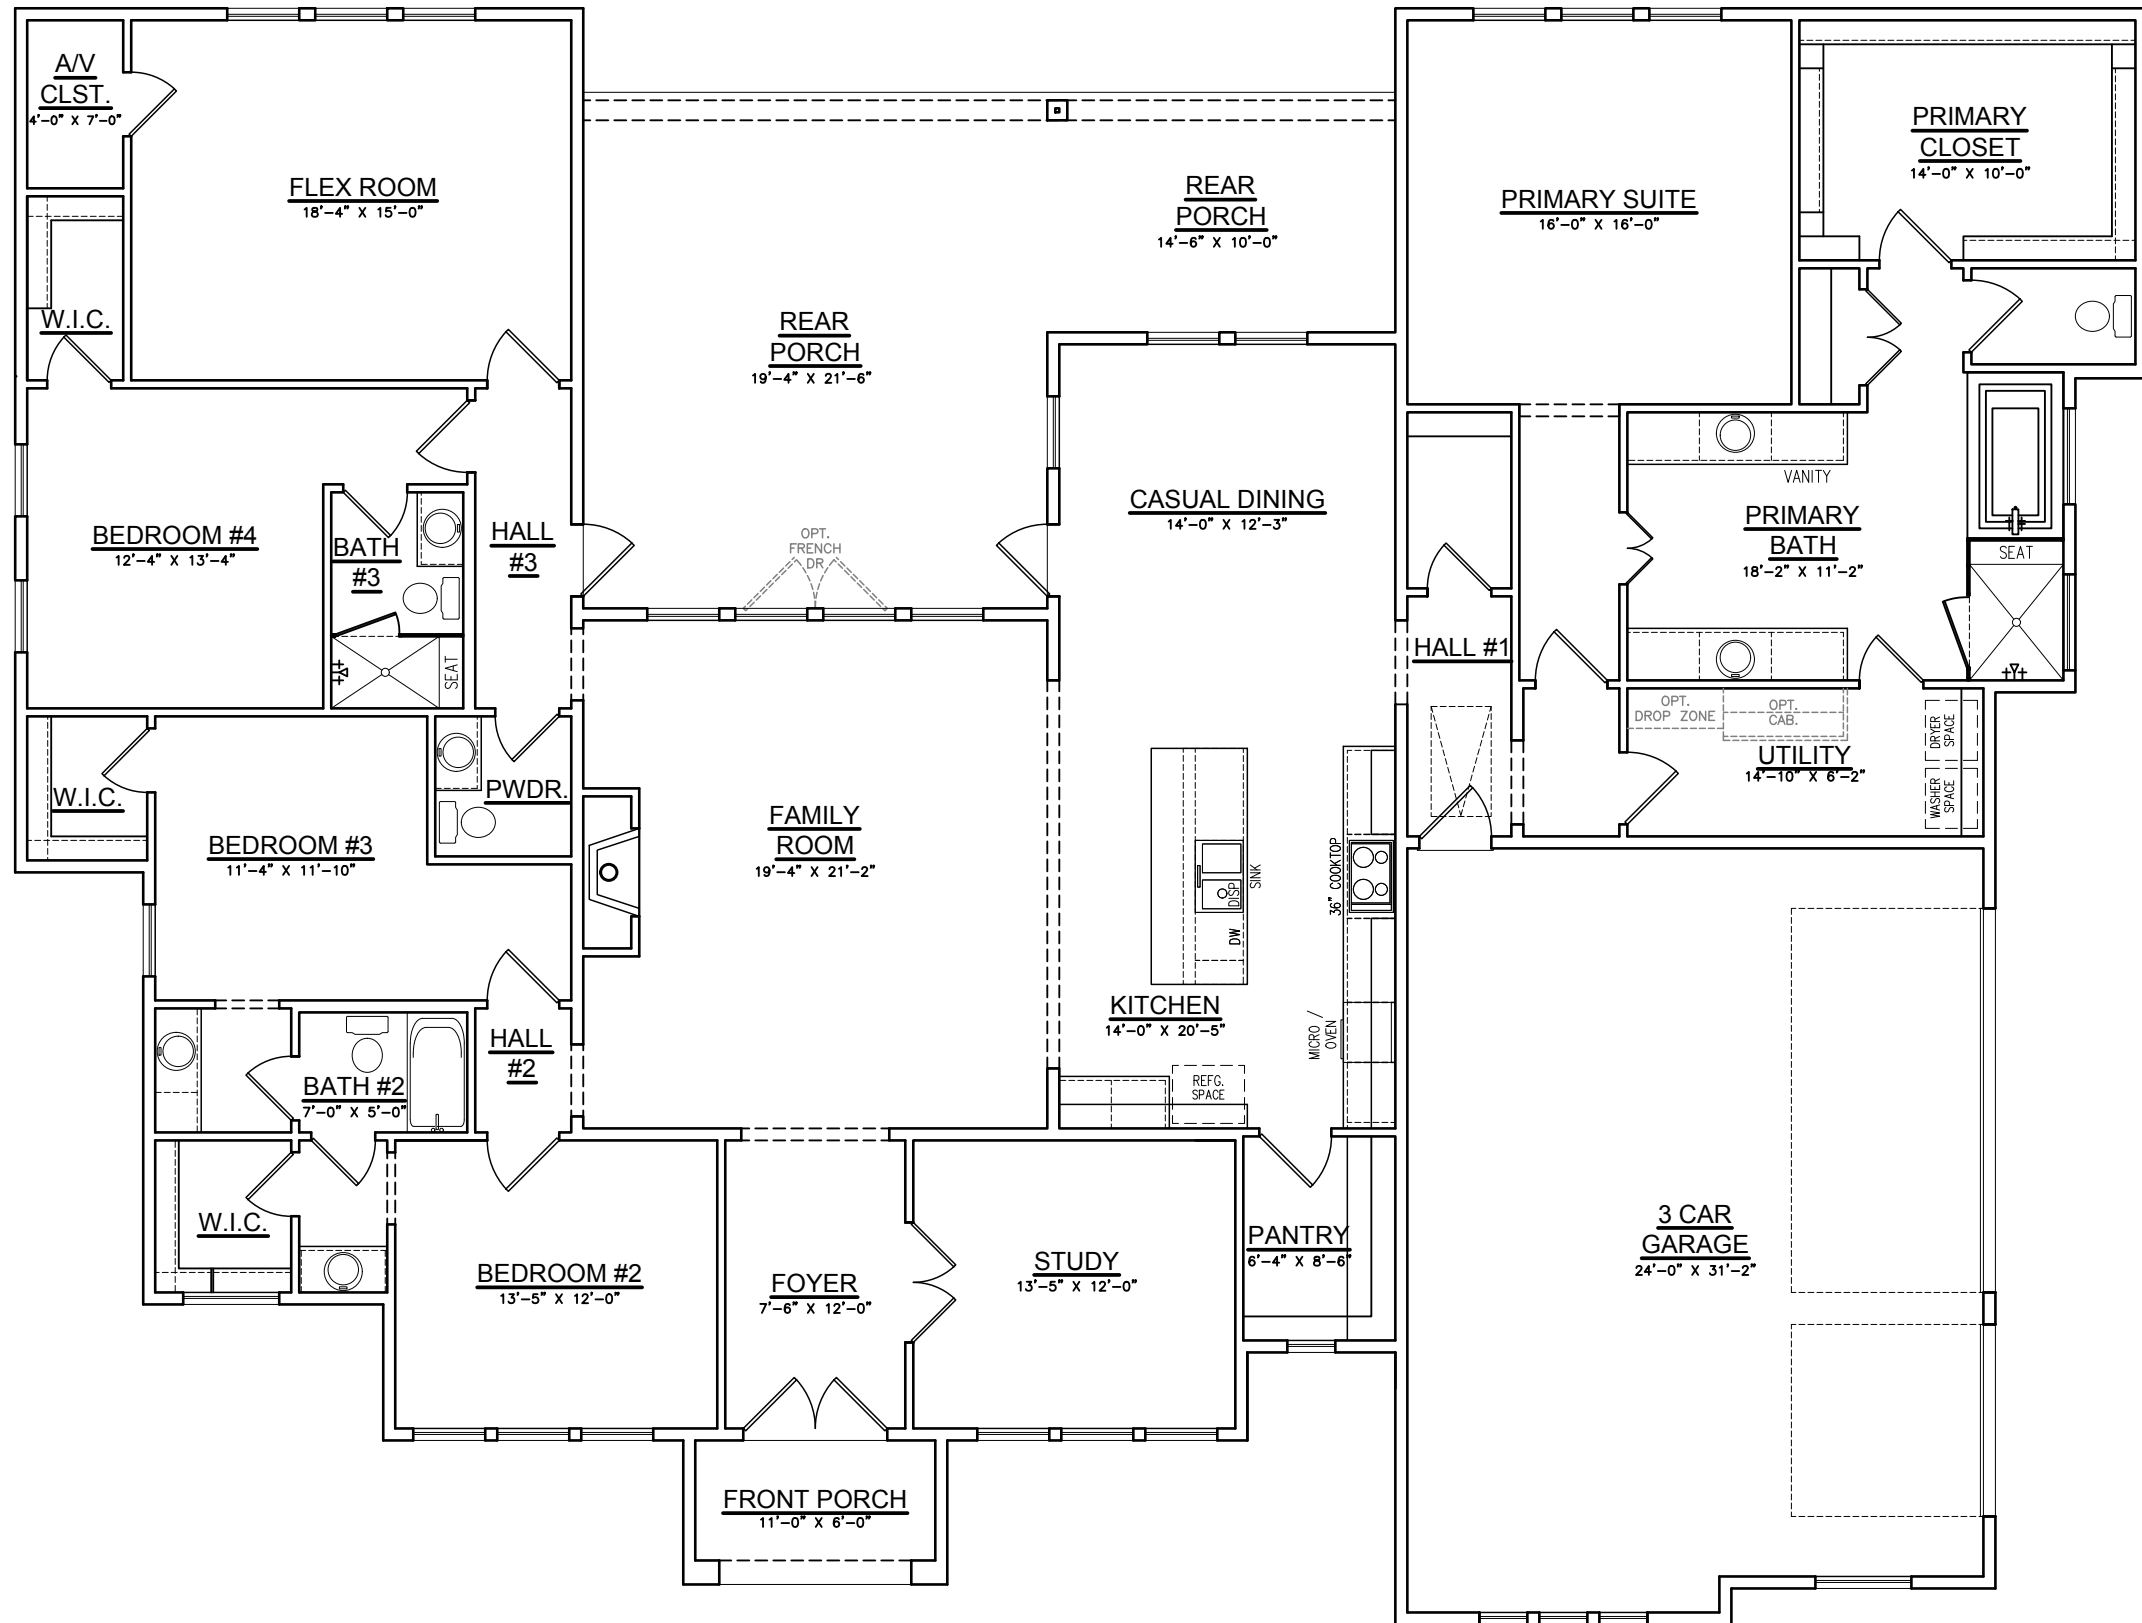 A/V
CLST.
4'-0" X 7'-0"
FLEX ROOM
18'-4" X 15'-0"
REAR
PORCH
14'-6" X 10'-0"
PRIMARY SUITE
16'-0" X 16'-0"
PRIMARY
CLOSET
14'-0" X 10'-0"
W.I.C.
REAR
PORCH
19'-4" X 21'-6"
BEDROOM #4
12'-4" X 13'-4"
BATH
#3
SEAT
HALL
#3
OPT.
FRENCH
DR
CASUAL DINING
14'-0" X 12'-3"
VANITY
PRIMARY
BATH
18'-2" X 11'-2"
SEAT
HALL #1
OPT.
DROP ZONE
OPT.
CAB.
UTILITY
14'-10" X 6'-2"
DRYER
SPACE
WASHER
SPACE
W.I.C.
PWDR.
BEDROOM #3
11'-4" X 11'-10"
FAMILY
ROOM
19'-4" X 21'-2"
SINK
DISP
DW
36" COOKTOP
KITCHEN
14'-0" X 20'-5"
MICRO /
OVEN
REFG.
SPACE
HALL
#2
BATH #2
7'-0" X 5'-0"
W.I.C.
BEDROOM #2
13'-5" X 12'-0"
FOYER
7'-6" X 12'-0"
STUDY
13'-5" X 12'-0"
PANTRY
6'-4" X 8'-6"
3 CAR
GARAGE
24'-0" X 31'-2"
FRONT PORCH
11'-0" X 6'-0"